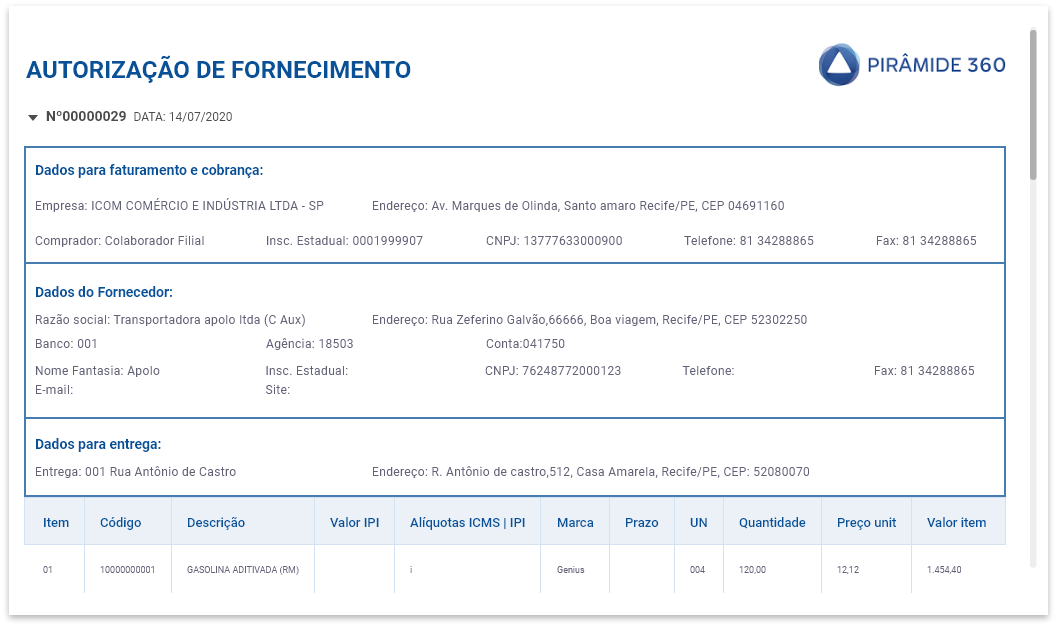 AUTORIZAÇÃO DE FORNECIMENTO
PIRÂMIDE 360
Nº00000029 DATA: 14/07/2020
Dados para faturamento e cobrança:
Empresa: ICOM COMÉRCIO E INDÚSTRIA LTDA - SP Endereço: Av. Marques de Olinda, Santo amaro Recife/PE, CEP 04691160
Comprador: Colaborador Filial Insc. Estadual: 0001999907 CNPJ: 13777633000900 Telefone: 81 34288865 Fax: 81 34288865
Dados do Fornecedor:
Razão social: Transportadora apolo ltda (C Aux) Endereço: Rua Zeferino Galvão,66666, Boa viagem, Recife/PE, CEP 52302250
Banco: 001 Agência: 18503 Conta:041750
Nome Fantasia: Apolo Insc. Estadual: CNPJ: 76248772000123 Telefone: Fax: 81 34288865
E-mail: Site:
Dados para entrega:
Entrega: 001 Rua Antônio de Castro Endereço: R. Antônio de castro,512, Casa Amarela, Recife/PE, CEP: 52080070
Item Código Descrição Valor IPI Alíquotas ICMS | IPI Marca Prazo UN Quantidade Preço unit Valor item
01 10000000001 GASOLINA ADITIVADA (RM) i Genius 004 120,00 12,12 1.454,40